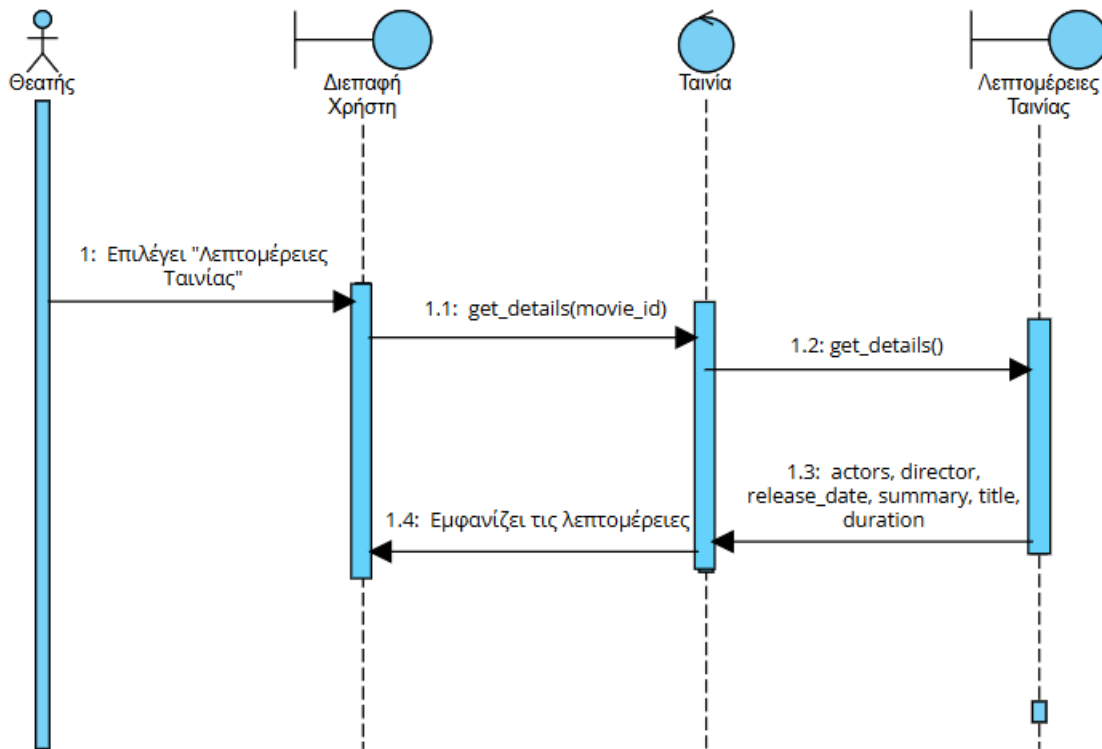 Θεατής
Διεπαφή
Χρήστη
Ταινία
Λεπτομέρειες
Ταινίας
1: Επιλέγει "Λεπτομέρειες
Ταινίας"
1.1: get_details(movie_id)
1.2: get_details()
1.3: actors, director,
release_date, summary, title,
duration
1.4: Εμφανίζει τις λεπτομέρειες